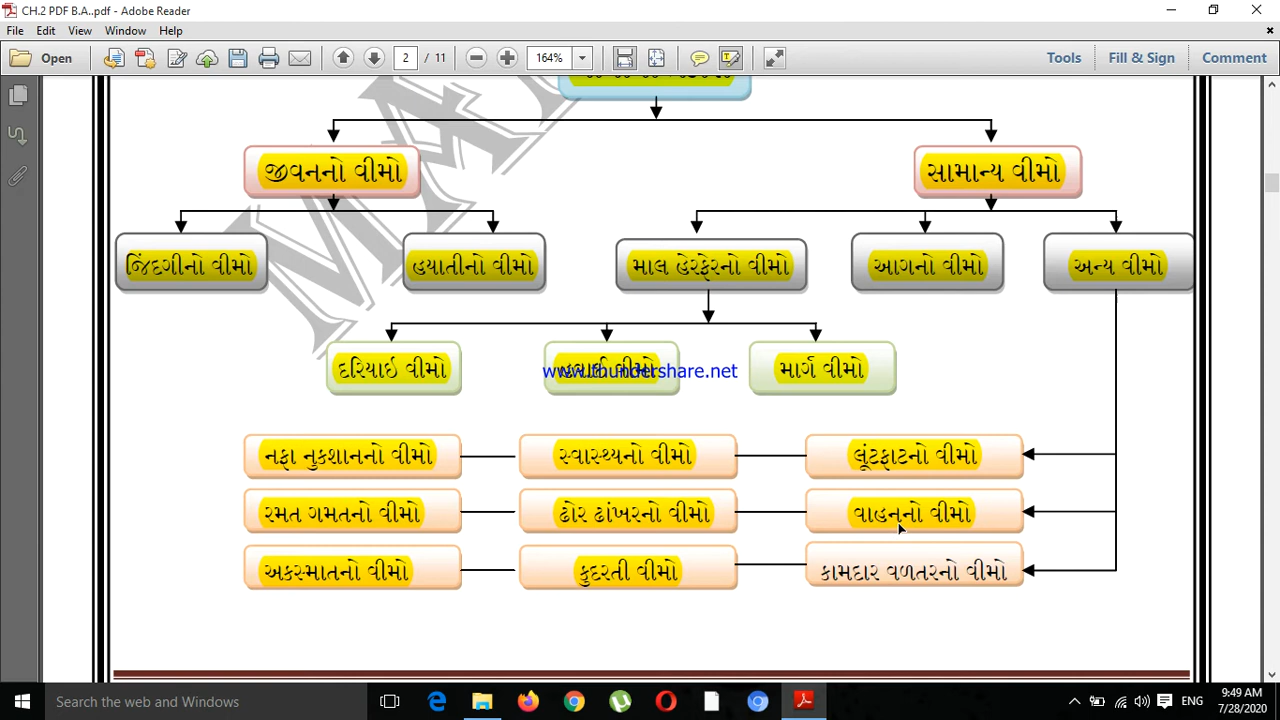 CH.2 PDF B.A..pdf - Adobe Reader
File Edit View Window Help
Open 2 / 11 164% Tools Fill & Sign Comment
જીવનનો વીમો સામાન્ય વીમો
જિંદગીનો વીમો હયાતીનો વીમો માલ હેરફેરનો વીમો આગનો વીમો અન્ય વીમો
દરિયાઇ વીમો વીમો માર્ગ વીમો
www.thundershare.net
નફા નુકશાનનો વીમો સ્વાસ્થ્યનો વીમો લૂંટફાટનો વીમો
રમત ગમતનો વીમો ઢોર ઢાંખરનો વીમો વાહનનો વીમો
અકસ્માતનો વીમો કુદરતી વીમો કામદાર વળતરનો વીમો
Search the web and Windows
ENG
9:49 AM
7/28/2020